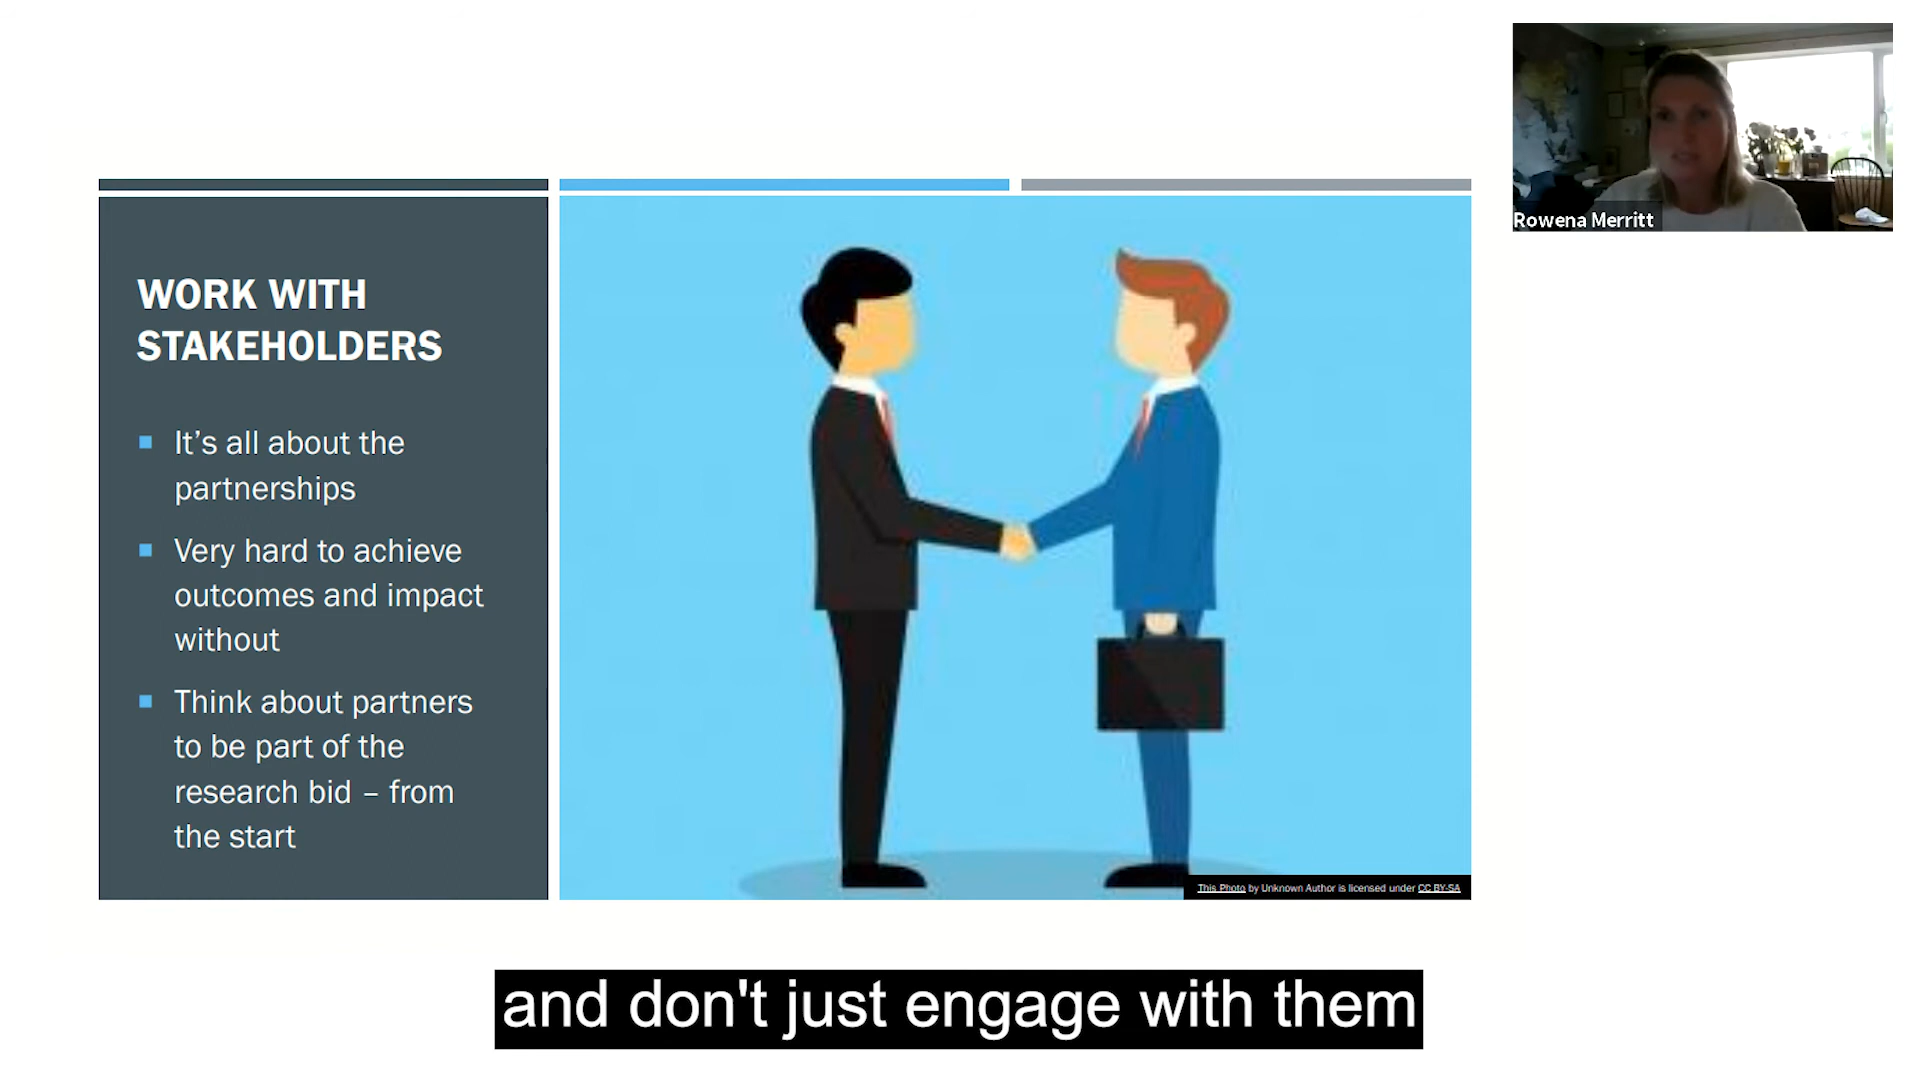 Rowena Merritt
WORK WITH
STAKEHOLDERS
It’s all about the
partnerships
Very hard to achieve
outcomes and impact
without
Think about partners
to be part of the
research bid – from
the start
This Photo by Unknown Author is licensed under CC BY-SA
and don't just engage with them